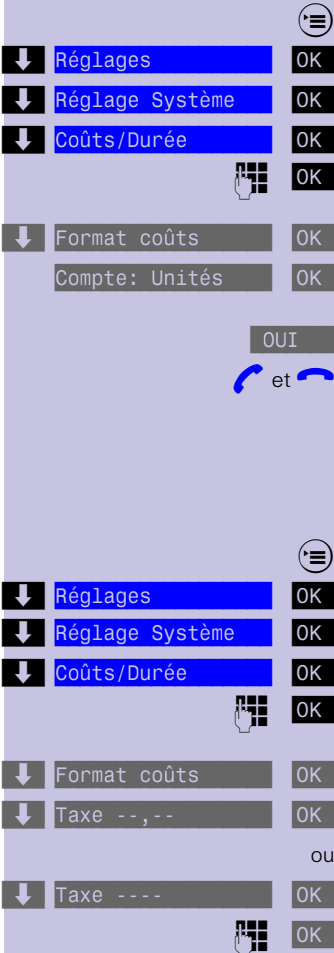 Réglages OK
Réglage Système OK
Coûts/Durée OK
OK
Format coûts OK
Compte: Unités OK
OUI
et
Réglages OK
Réglage Système OK
Coûts/Durée OK
OK
Format coûts OK
Taxe --,-- OK
ou
Taxe ---- OK
OK